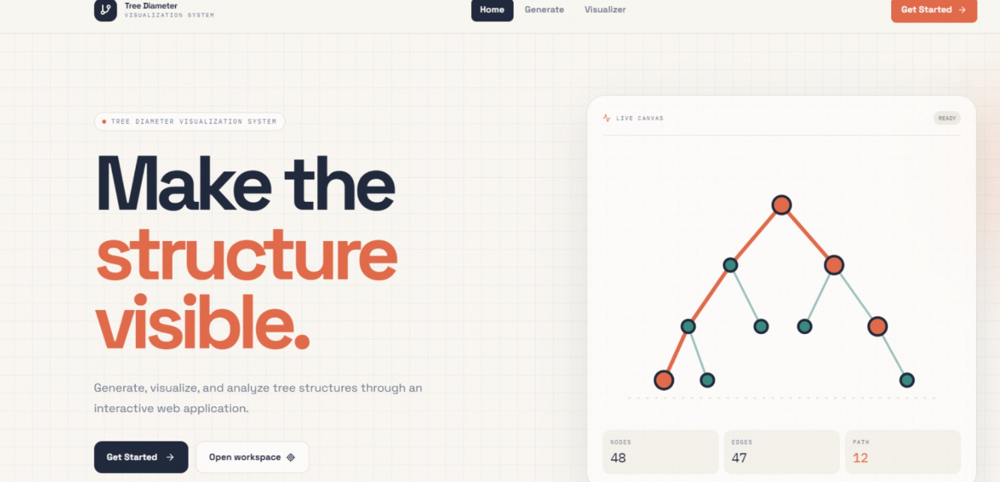 Tree Diameter
VISUALIZATION SYSTEM
Home
Generate
Visualizer
Get Started →
TREE DIAMETER VISUALIZATION SYSTEM
Make the
structure
visible.
Generate, visualize, and analyze tree structures through an
interactive web application.
Get Started →
Open workspace
LIVE CANVAS
READY
NODES
48
EDGES
47
PATH
12